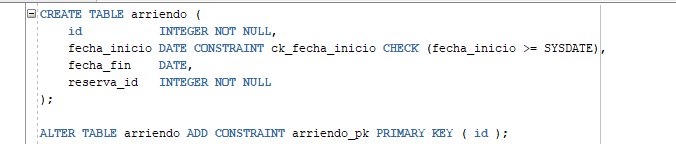 CREATE TABLE arriendo (
    id           INTEGER NOT NULL,
    fecha_inicio DATE CONSTRAINT ck_fecha_inicio CHECK (fecha_inicio >= SYSDATE),
    fecha_fin    DATE,
    reserva_id   INTEGER NOT NULL
);
ALTER TABLE arriendo ADD CONSTRAINT arriendo_pk PRIMARY KEY ( id );